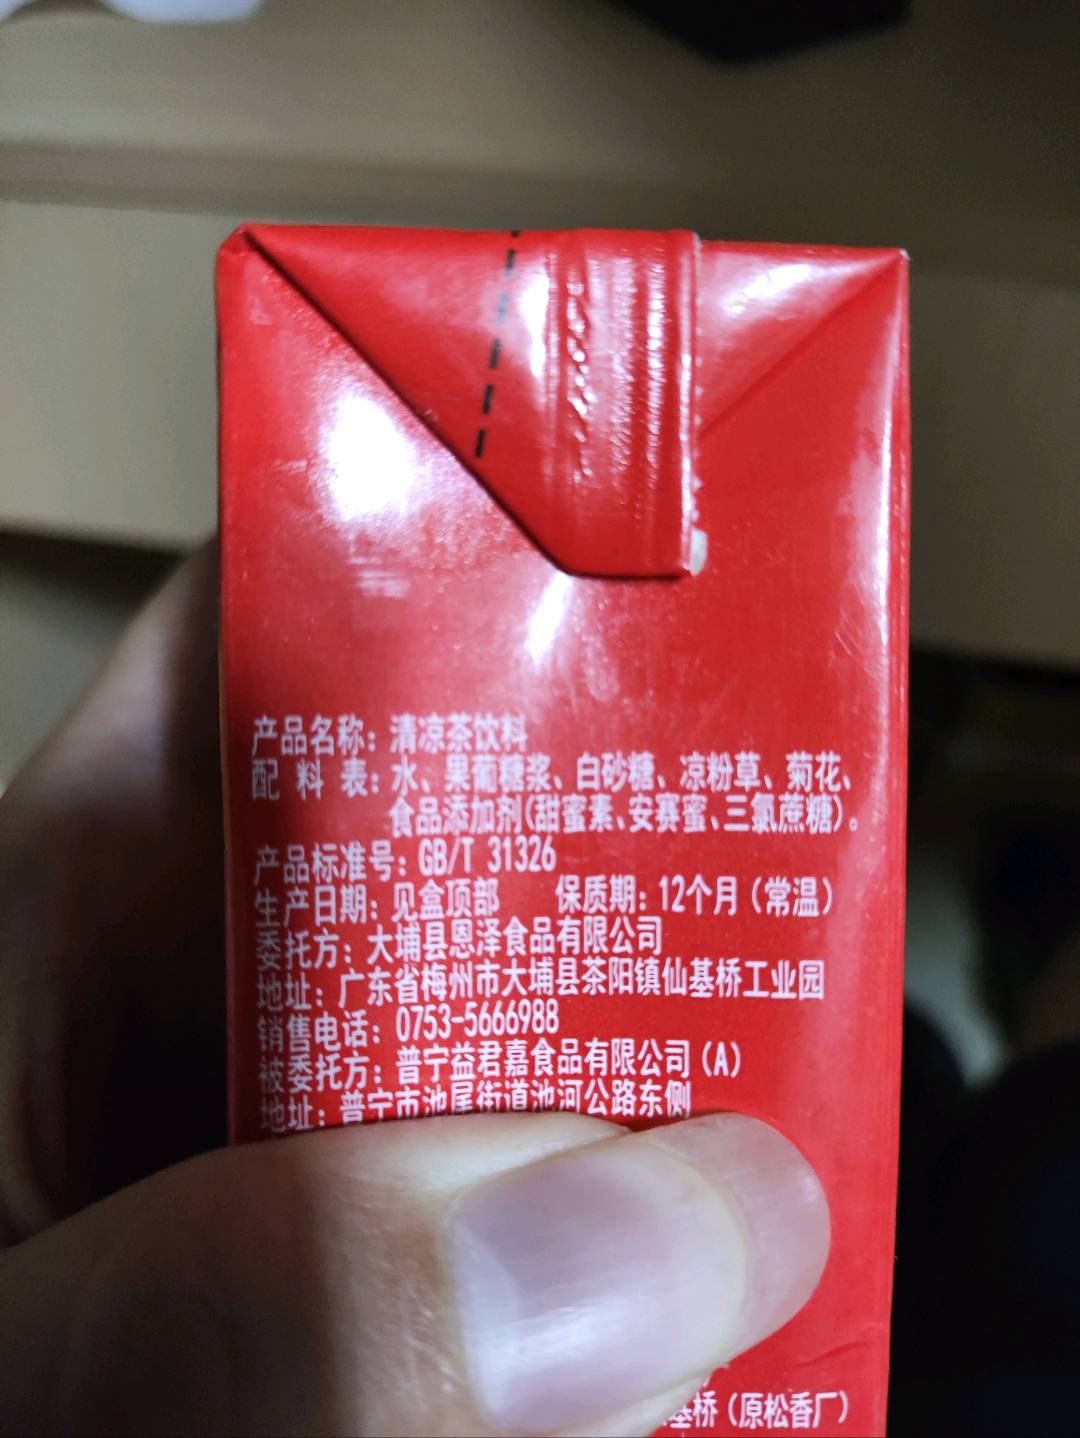 产品名称：清凉茶饮料
配 料 表：水、果葡糖浆、白砂糖、凉粉草、菊花、
食品添加剂(甜蜜素、安赛蜜、三氯蔗糖)。
产品标准号：GB/T 31326
生产日期：见盒顶部 保质期：12个月（常温）
委托方：大埔县恩泽食品有限公司
地址：广东省梅州市大埔县茶阳镇仙基桥工业园
销售电话：0753-5666988
被委托方：普宁益君嘉食品有限公司（A）
地址：普宁市池尾街道池河公路东侧
基桥（原松香厂）